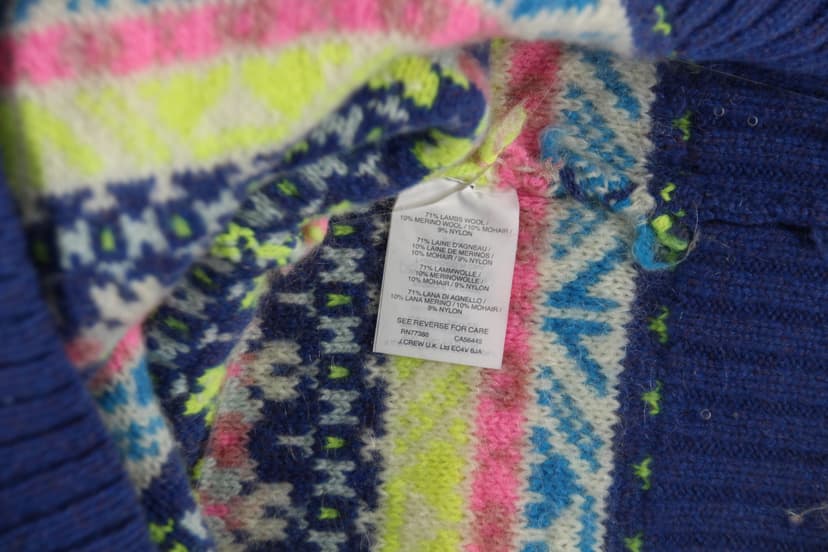 71% LAMBS WOOL /
10% MERINO WOOL / 10% MOHAIR /
9% NYLON
71% LAINE D'AGNEAU /
10% LAINE DE MERINOS /
10% MOHAIR / 9% NYLON
71% LAMMWOLLE /
10% MERINOWOLLE /
10% MOHAIR / 9% NYLON
71% LANA DI AGNELLO /
10% LANA MERINO / 10% MOHAIR /
9% NYLON
SEE REVERSE FOR CARE
RN77388 CA56445
J.CREW U.K. Ltd EC4V 6JA